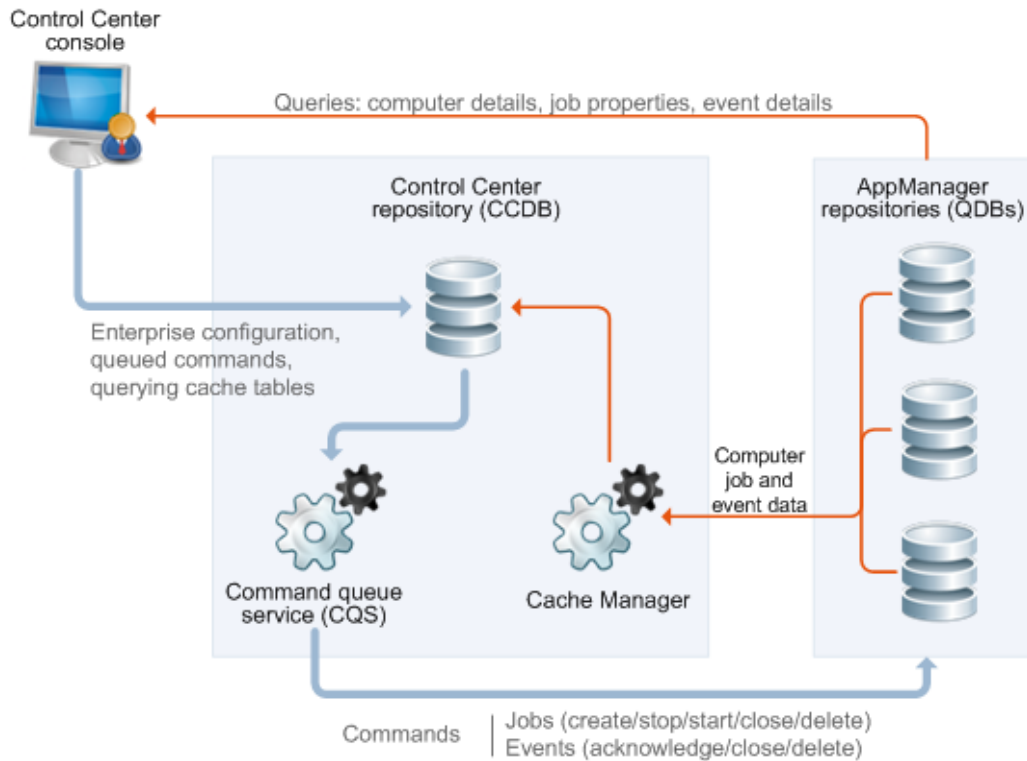 Control Center
console
Queries: computer details, job properties, event details
Control Center
repository (CCDB)
AppManager
repositories (QDBs)
Enterprise configuration,
queued commands,
querying cache tables
Computer
job and
event data
Command queue
service (CQS)
Cache Manager
Commands
Jobs (create/stop/start/close/delete)
Events (acknowledge/close/delete)